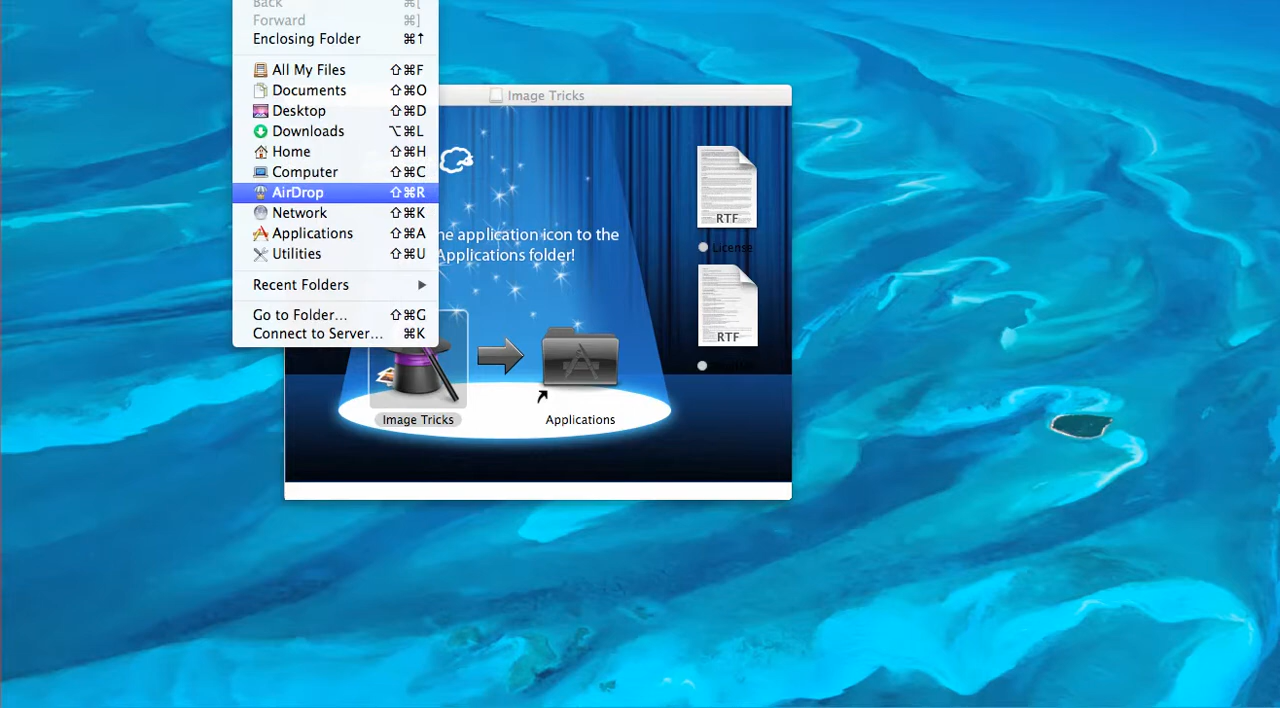 Back ⌘[
Forward ⌘]
Enclosing Folder ⌘↑
All My Files ⇧⌘F
Documents ⇧⌘O
Desktop ⇧⌘D
Downloads ⌥⌘L
Home ⇧⌘H
Computer ⇧⌘C
AirDrop ⇧⌘R
Network ⇧⌘K
Applications ⇧⌘A
Utilities ⇧⌘U
Recent Folders
Go to Folder... ⇧⌘G
Connect to Server... ⌘K
Image Tricks
application icon to the
Applications folder!
RTF
License
RTF
Image Tricks
Applications